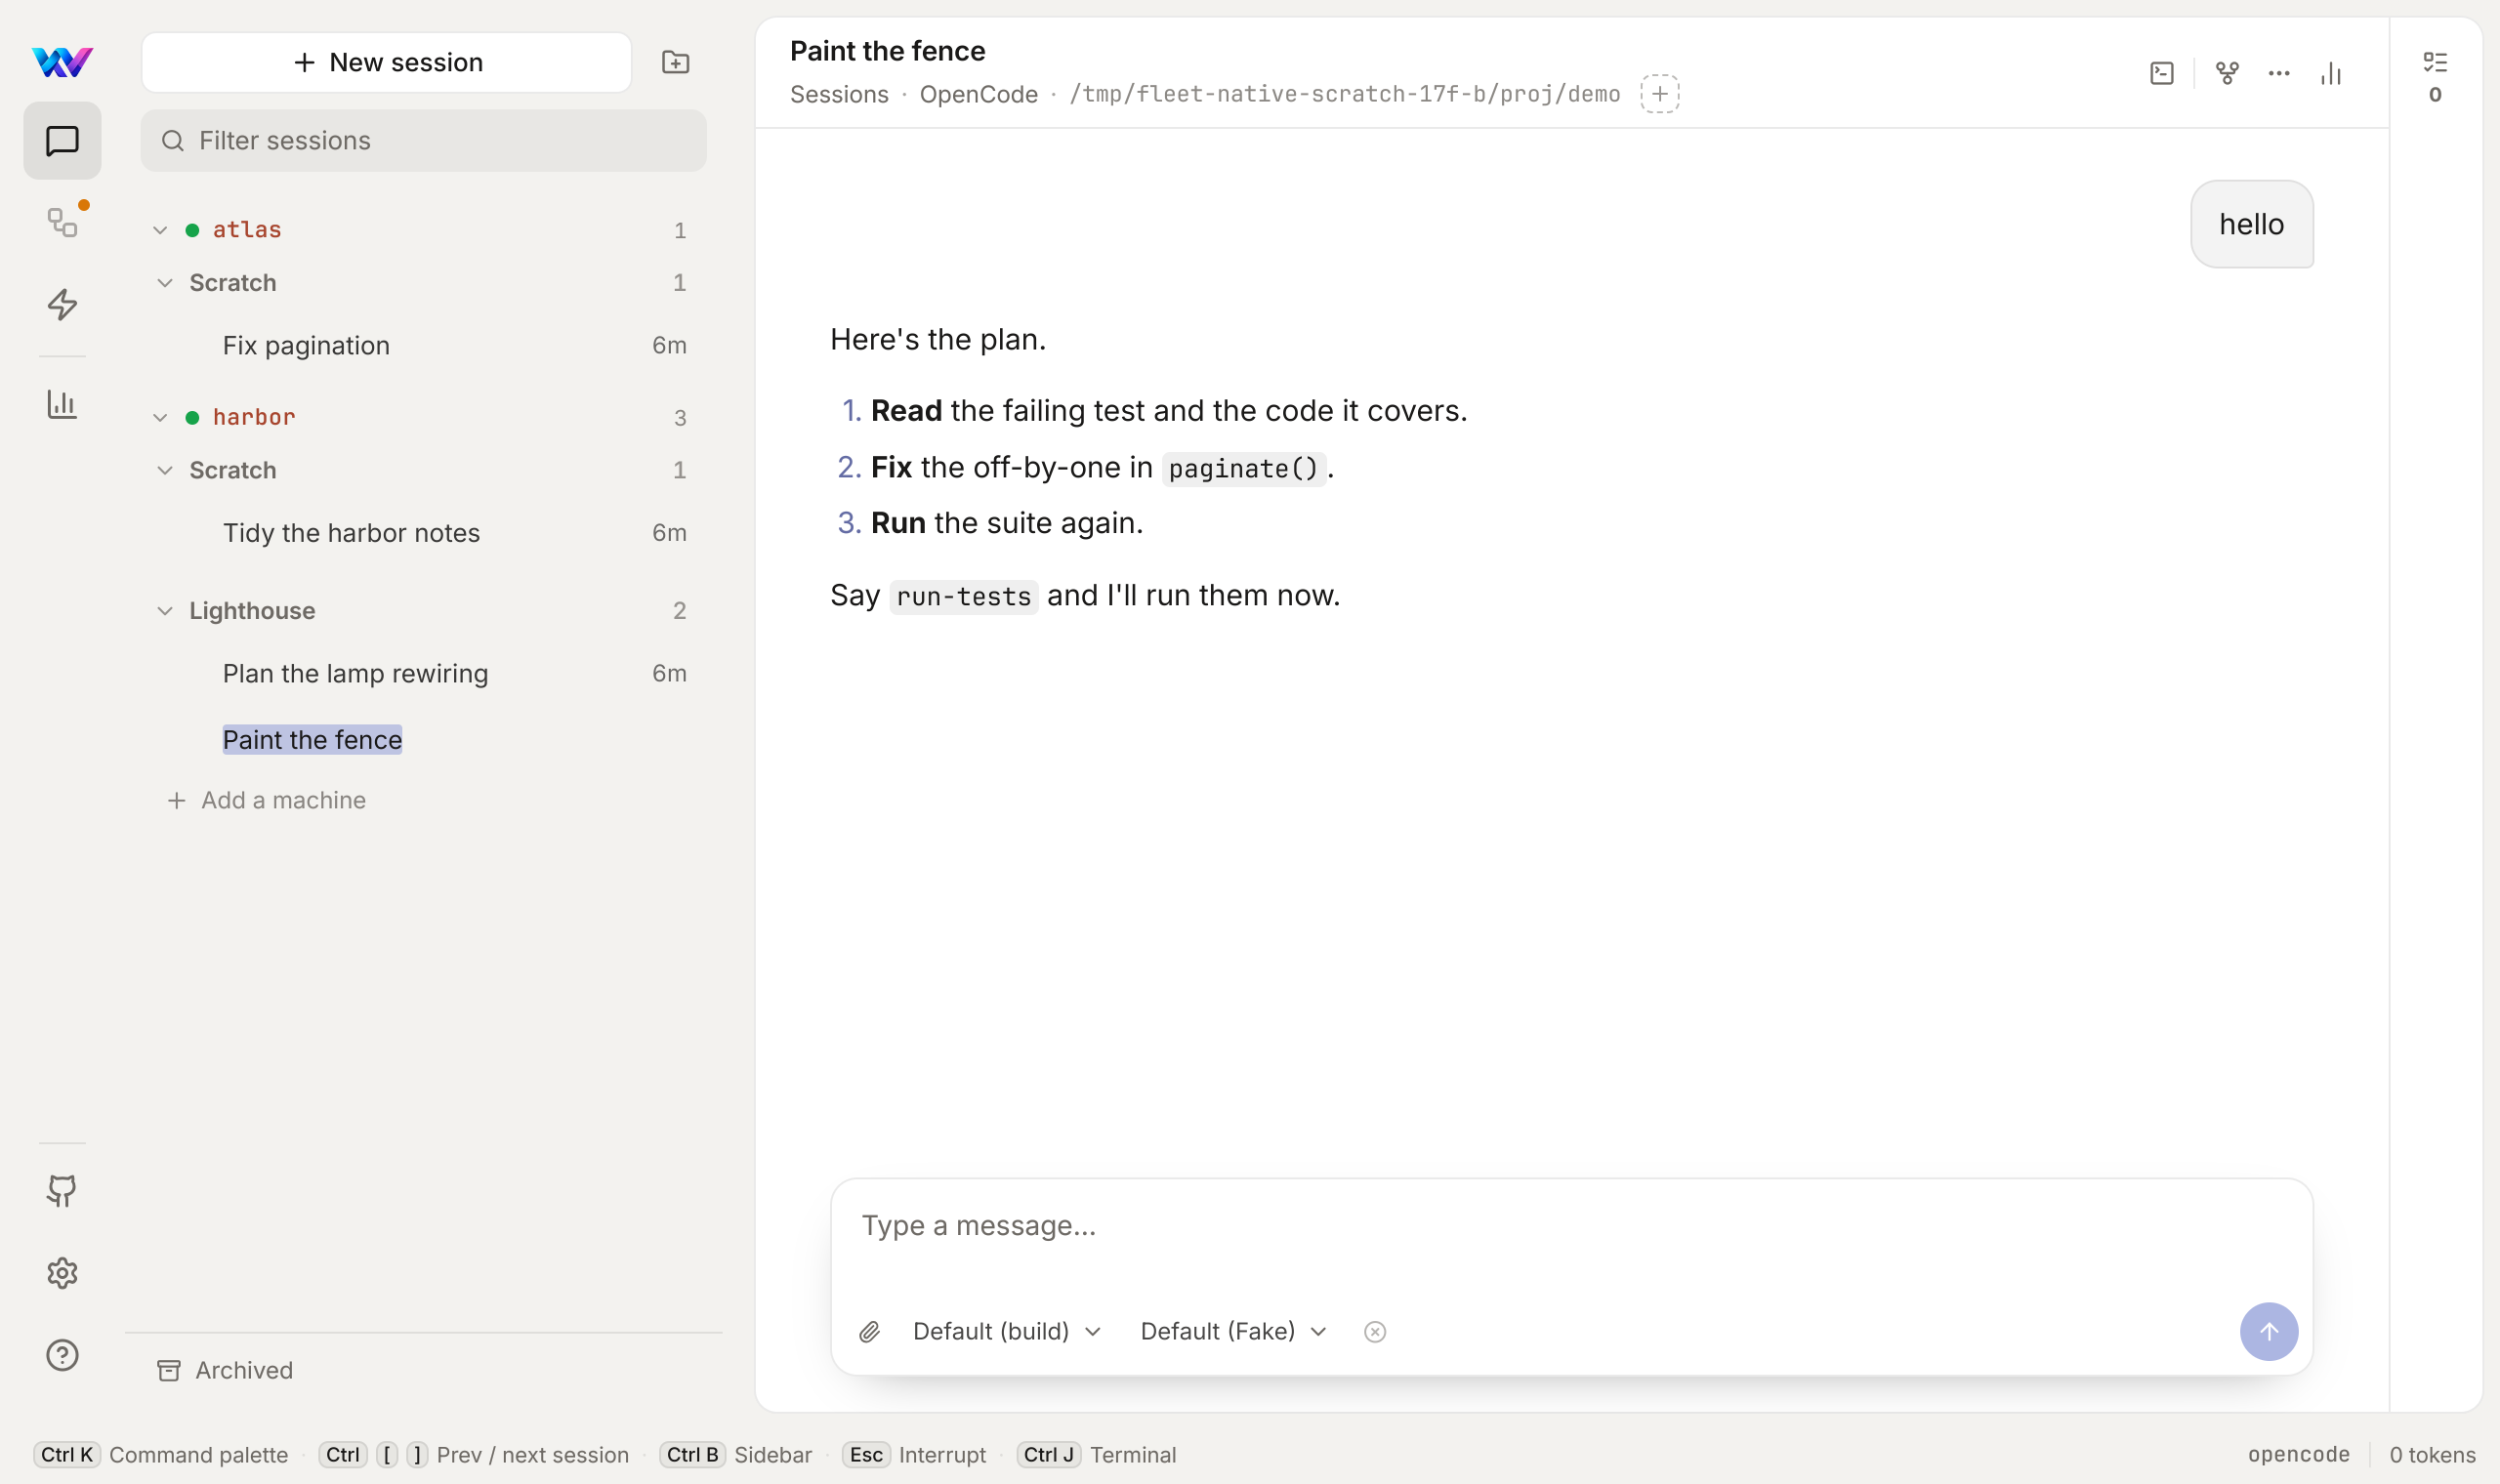 New session
Filter sessions
atlas 1
Scratch 1
Fix pagination 6m
harbor 3
Scratch 1
Tidy the harbor notes 6m
Lighthouse 2
Plan the lamp rewiring 6m
Paint the fence
Add a machine
Archived
Paint the fence
Sessions · OpenCode · /tmp/fleet-native-scratch-17f-b/proj/demo
0
hello
Here's the plan.
1. Read the failing test and the code it covers.
2. Fix the off-by-one in paginate().
3. Run the suite again.
Say run-tests and I'll run them now.
Type a message...
Default (build) Default (Fake)
Ctrl K Command palette · Ctrl [ ] Prev / next session · Ctrl B Sidebar · Esc Interrupt · Ctrl J Terminal
opencode 0 tokens